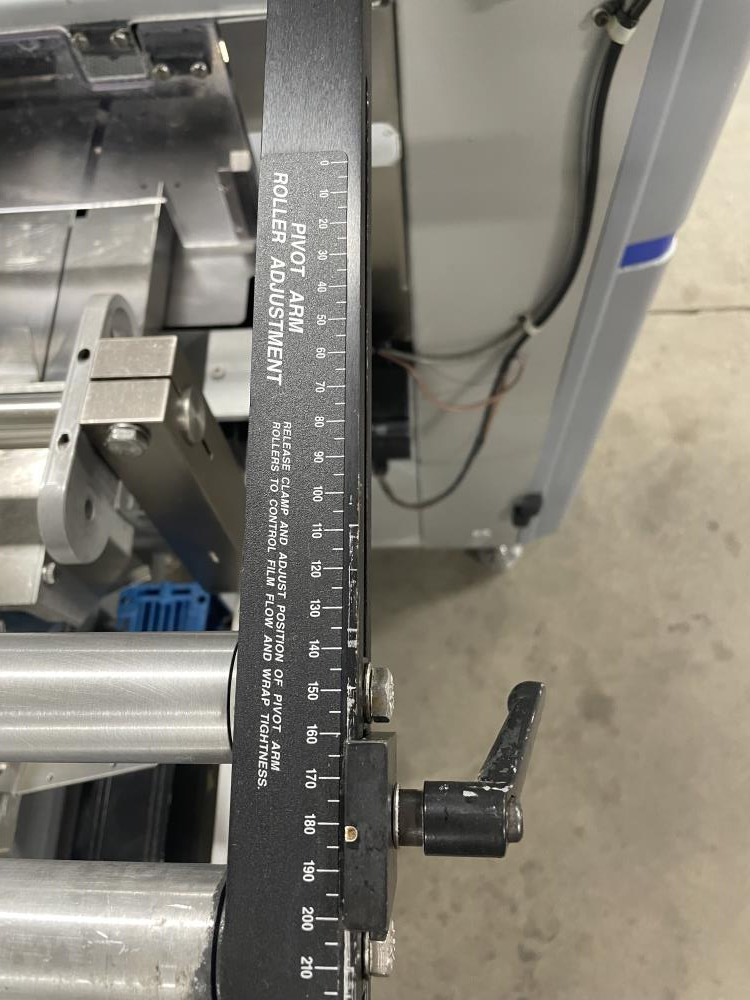 PIVOT ARM
ROLLER ADJUSTMENT
RELEASE CLAMP AND ADJUST POSITION OF PIVOT ARM
ROLLERS TO CONTROL FILM FLOW AND WRAP TIGHTNESS.
0 10 20 30 40 50 60 70 80 90 100 110 120 130 140 150 160 170 180 190 200 210